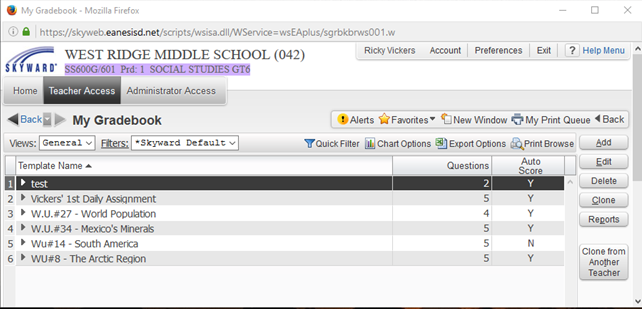 My Gradebook - Mozilla Firefox
https://skyweb.eanesisd.net/scripts/wsisa.dll/WService=wsEAplus/sgrbkbrws001.w
SKYWARD
WEST RIDGE MIDDLE SCHOOL (042)
Ricky Vickers Account Preferences Exit ? Help Menu
SS600G/601 Prd: 1 SOCIAL STUDIES GT6
Home Teacher Access Administrator Access
Back My Gradebook
Alerts Favorites New Window My Print Queue Back
Views: General Filters: *Skyward Default
Quick Filter Chart Options Export Options Print Browse
Add
Template Name Questions Auto Score
Edit
1 test 2 Y
Delete
2 Vickers' 1st Daily Assignment 5 Y
Clone
3 W.U.#27 - World Population 4 Y
Reports
4 W.U.#34 - Mexico's Minerals 5 Y
5 Wu#14 - South America 5 N
6 WU#8 - The Arctic Region 5 Y
Clone from
Another
Teacher